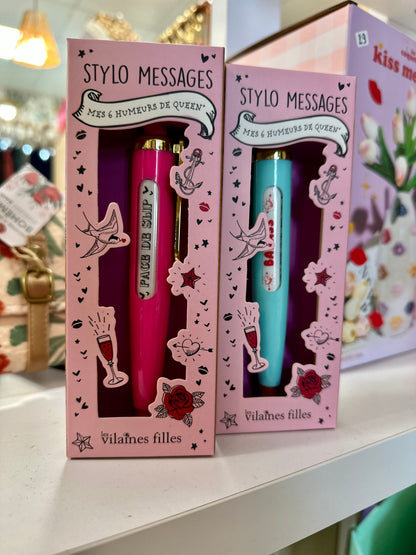 STYLO MESSAGES
MES 6 HUMEURS DE QUEEN*
FACE DE SLIP
les
vilaines filles
STYLO MESSAGES
MES 6 HUMEURS DE QUEEN*
les
vilaines filles
kiss